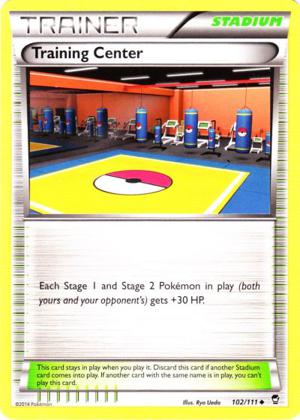 TRAINER
STADIUM
Training Center
Each Stage 1 and Stage 2 Pokémon in play (both
yours and your opponent's) gets +30 HP.
This card stays in play when you play it. Discard this card if another Stadium
card comes into play. If another card with the same name is in play, you can't
play this card.
©2014 Pokémon
Illus. Ryo Ueda
102/111